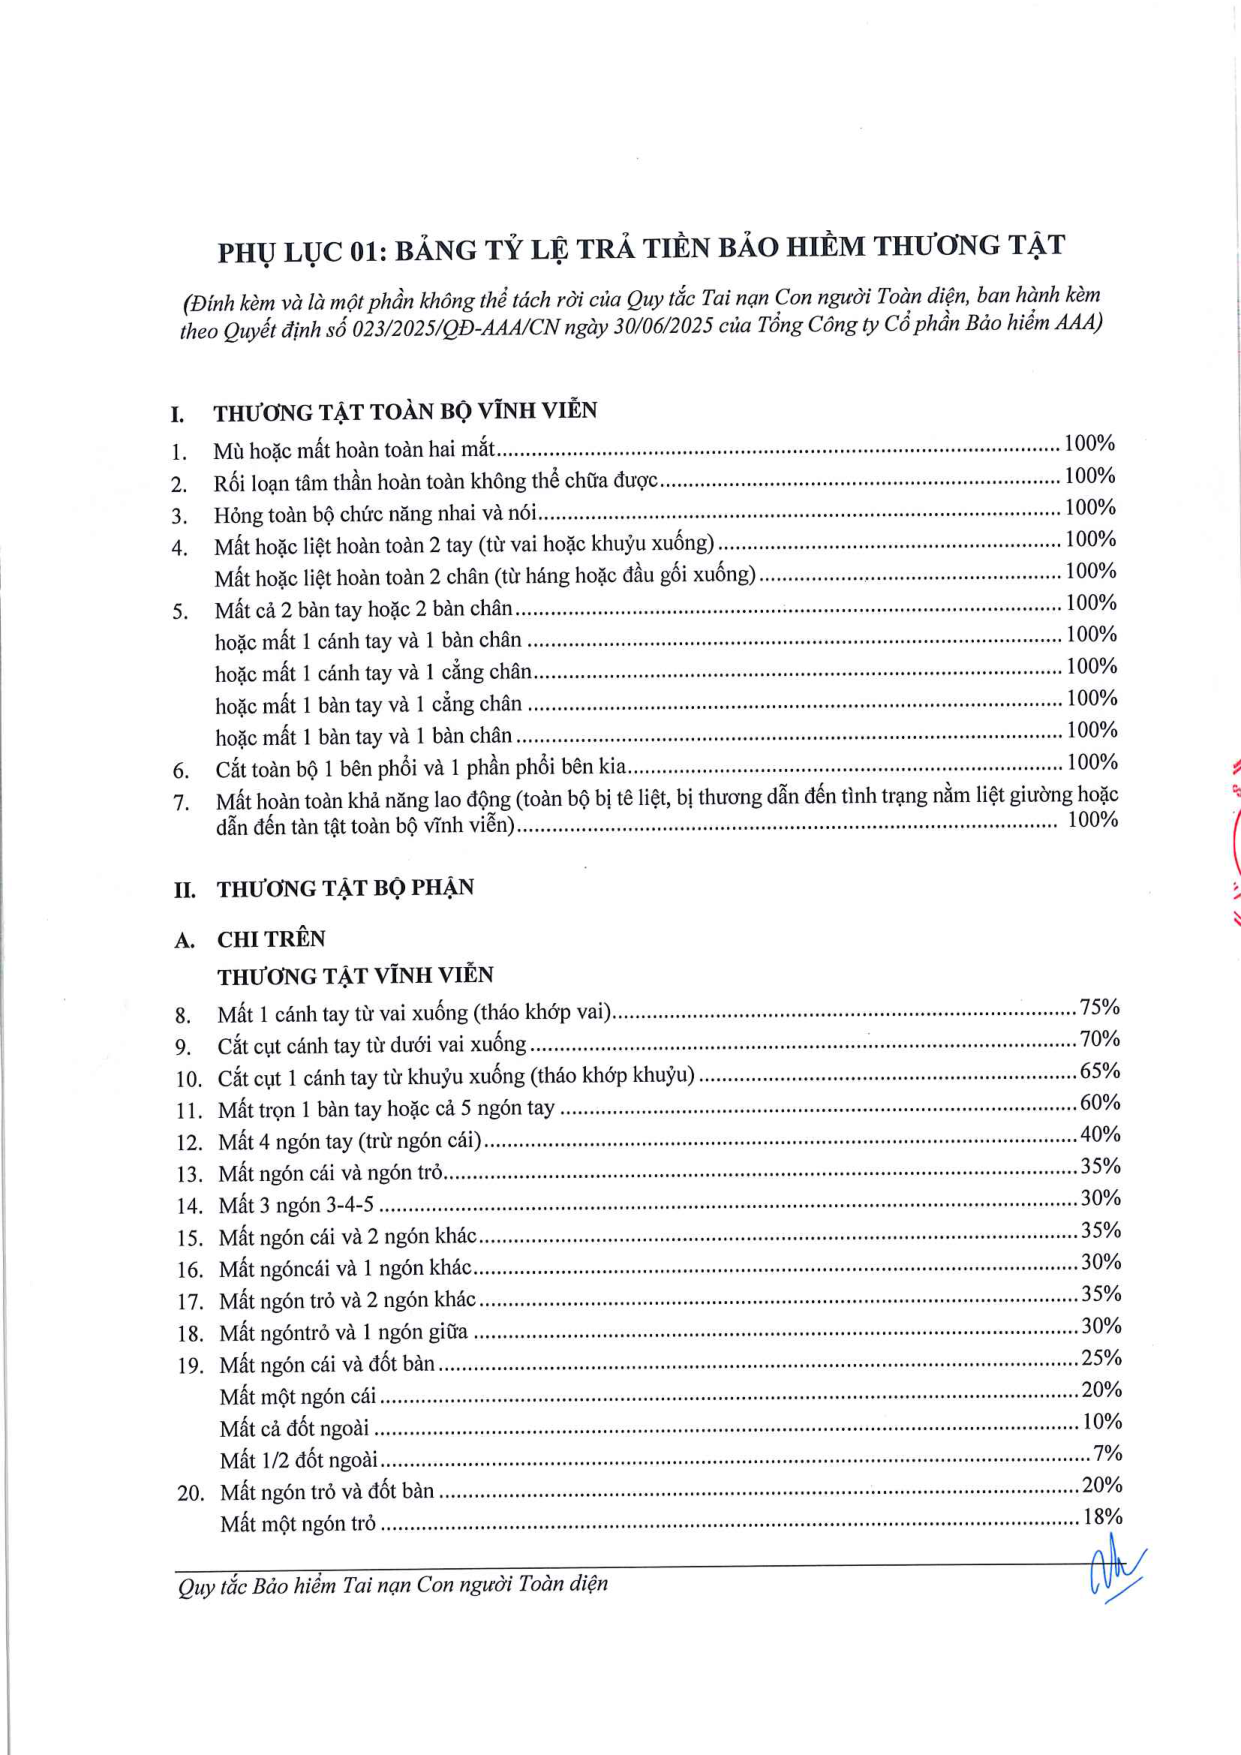 PHỤ LỤC 01: BẢNG TỶ LỆ TRẢ TIỀN BẢO HIỂM THƯƠNG TẬT
(Đính kèm và là một phần không thể tách rời của Quy tắc Tai nạn Con người Toàn diện, ban hành kèm
theo Quyết định số 023/2025/QĐ-AAA/CN ngày 30/06/2025 của Tổng Công ty Cổ phần Bảo hiểm AAA)
I. THƯƠNG TẬT TOÀN BỘ VĨNH VIỄN
1. Mù hoặc mất hoàn toàn hai mắt.....100%
2. Rối loạn tâm thần hoàn toàn không thể chữa được.....100%
3. Hỏng toàn bộ chức năng nhai và nói.....100%
4. Mất hoặc liệt hoàn toàn 2 tay (từ vai hoặc khuỷu xuống).....100%
Mất hoặc liệt hoàn toàn 2 chân (từ háng hoặc đầu gối xuống).....100%
5. Mất cả 2 bàn tay hoặc 2 bàn chân.....100%
hoặc mất 1 cánh tay và 1 bàn chân.....100%
hoặc mất 1 cánh tay và 1 cẳng chân.....100%
hoặc mất 1 bàn tay và 1 cẳng chân.....100%
hoặc mất 1 bàn tay và 1 bàn chân.....100%
6. Cắt toàn bộ 1 bên phổi và 1 phần phổi bên kia.....100%
7. Mất hoàn toàn khả năng lao động (toàn bộ bị tê liệt, bị thương dẫn đến tình trạng nằm liệt giường hoặc
dẫn đến tàn tật toàn bộ vĩnh viễn).....100%
II. THƯƠNG TẬT BỘ PHẬN
A. CHI TRÊN
THƯƠNG TẬT VĨNH VIỄN
8. Mất 1 cánh tay từ vai xuống (tháo khớp vai).....75%
9. Cắt cụt cánh tay từ dưới vai xuống.....70%
10. Cắt cụt 1 cánh tay từ khuỷu xuống (tháo khớp khuỷu).....65%
11. Mất trọn 1 bàn tay hoặc cả 5 ngón tay.....60%
12. Mất 4 ngón tay (trừ ngón cái).....40%
13. Mất ngón cái và ngón trỏ.....35%
14. Mất 3 ngón 3-4-5.....30%
15. Mất ngón cái và 2 ngón khác.....35%
16. Mất ngóncái và 1 ngón khác.....30%
17. Mất ngón trỏ và 2 ngón khác.....35%
18. Mất ngóntrỏ và 1 ngón giữa.....30%
19. Mất ngón cái và đốt bàn.....25%
Mất một ngón cái.....20%
Mất cả đốt ngoài.....10%
Mất 1/2 đốt ngoài.....7%
20. Mất ngón trỏ và đốt bàn.....20%
Mất một ngón trỏ.....18%
Quy tắc Bảo hiểm Tai nạn Con người Toàn diện